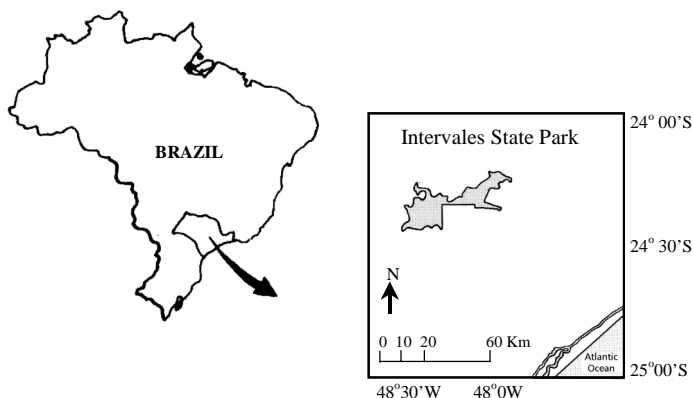 BRAZIL
Intervales State Park
24° 00'S
24° 30'S
N
0 10 20 60 Km
Atlantic
Ocean
25°00'S
48°30'W 48°0W